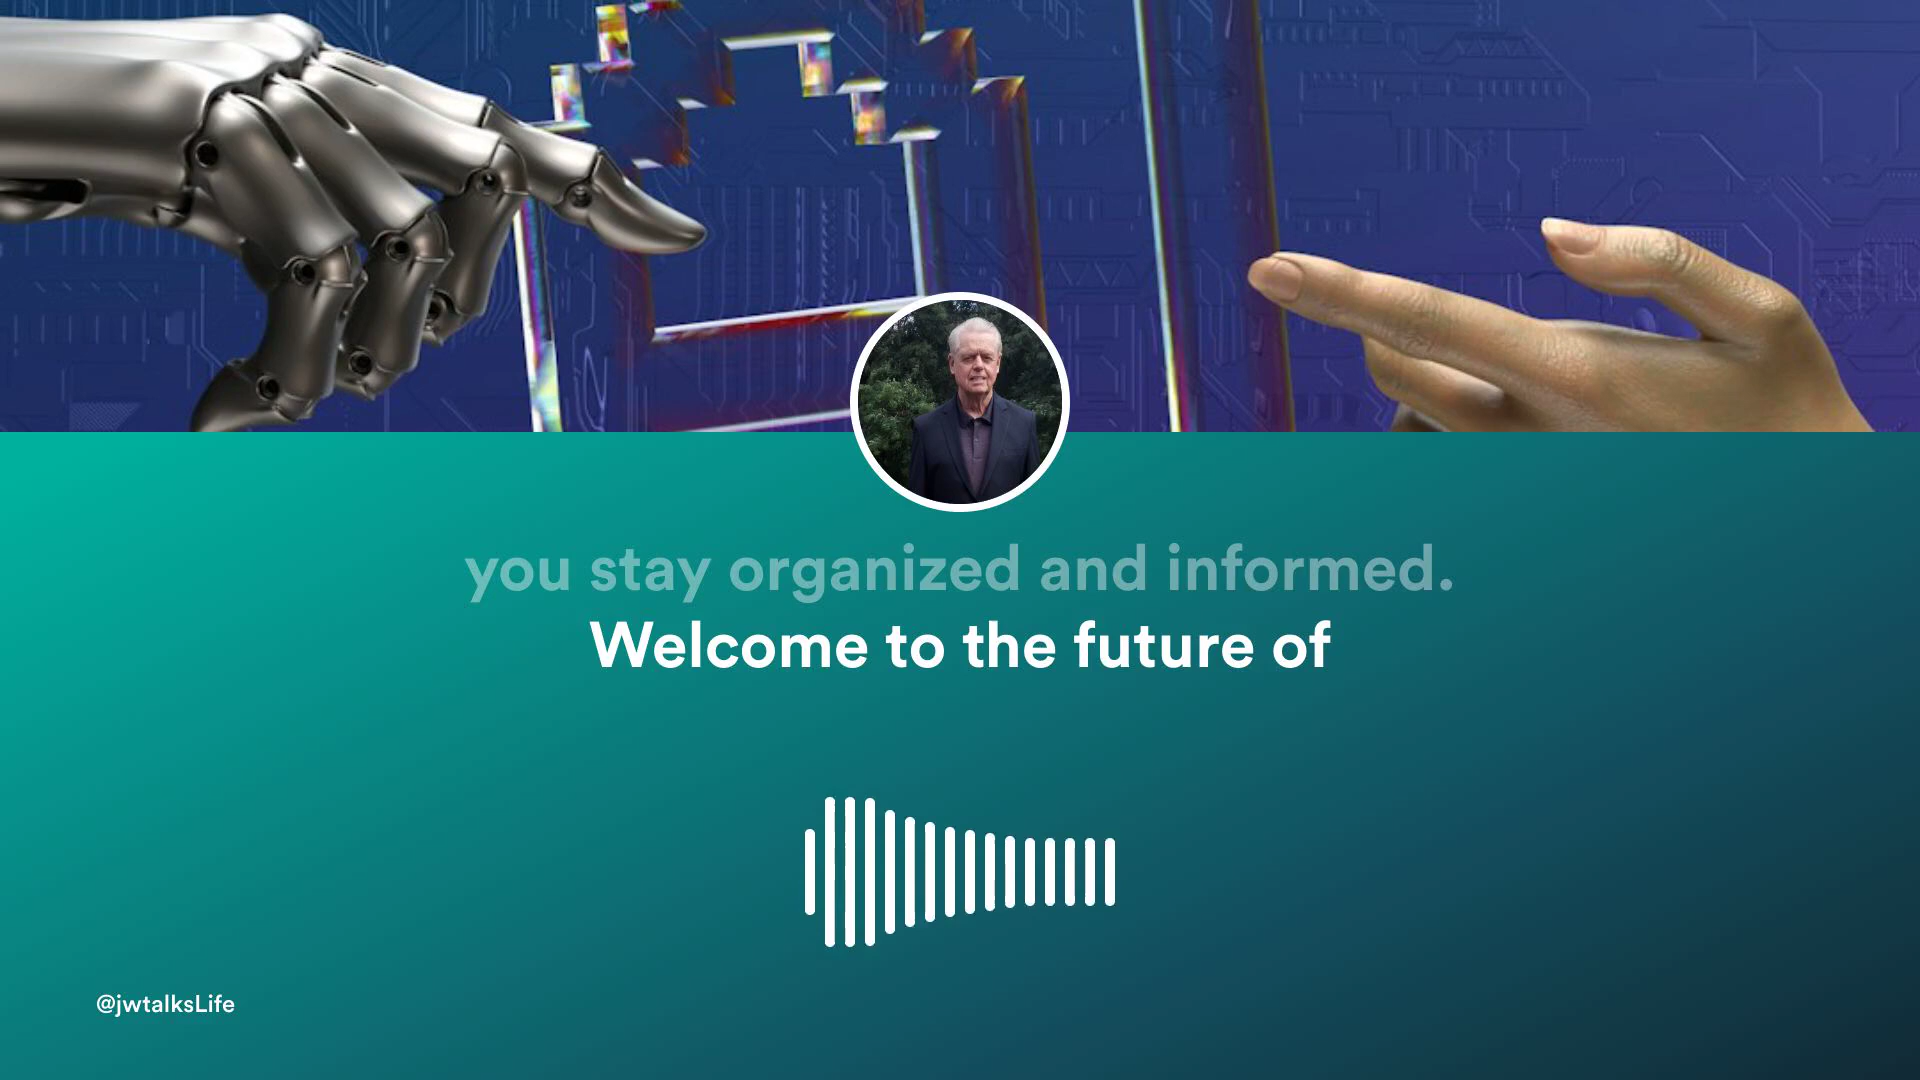 you stay organized and informed.
Welcome to the future of
@jwtalksLife